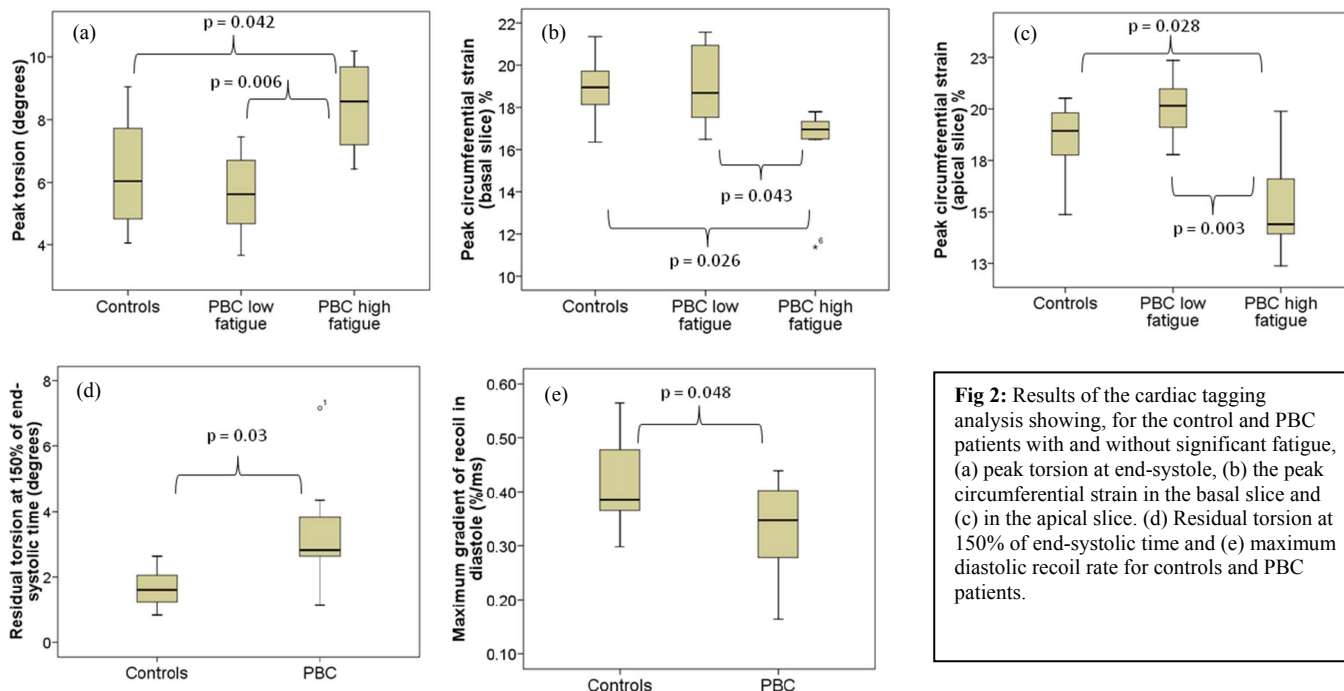 (a)
p = 0.042
p = 0.006
Peak torsion (degrees)
10
8
6
4
Controls
PBC low
fatigue
PBC high
fatigue
(b)
Peak circumferential strain
(basal slice) %
22
21
20
19
18
17
16
15
14
13
12
11
10
p = 0.043
p = 0.026
*6
Controls
PBC low
fatigue
PBC high
fatigue
(c)
p = 0.028
Peak circumferential strain
(apical slice) %
23
20
18
15
13
p = 0.003
Controls
PBC low
fatigue
PBC high
fatigue
(d)
Residual torsion at 150% of end-
systolic time (degrees)
8
6
4
2
0
p = 0.03
o1
Controls
PBC
(e)
p = 0.048
Maximum gradient of recoil in
diastole (%/ms)
0.60
0.50
0.40
0.30
0.20
0.10
Controls
PBC
Fig 2: Results of the cardiac tagging
analysis showing, for the control and PBC
patients with and without significant fatigue,
(a) peak torsion at end-systole, (b) the peak
circumferential strain in the basal slice and
(c) in the apical slice. (d) Residual torsion at
150% of end-systolic time and (e) maximum
diastolic recoil rate for controls and PBC
patients.